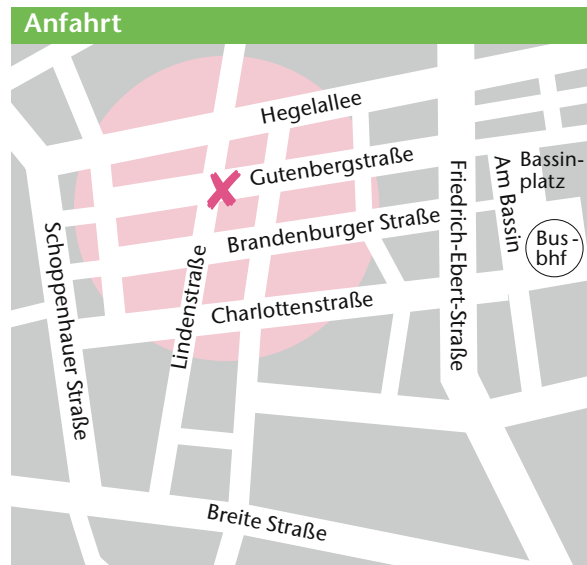 Anfahrt
Hegelallee
Gutenbergstraße
Bassin-
platz
Am Bassin
Friedrich-Ebert-Straße
Brandenburger Straße
Bus-
bhf
Schoppenhauer Straße
Lindenstraße
Charlottenstraße
Breite Straße